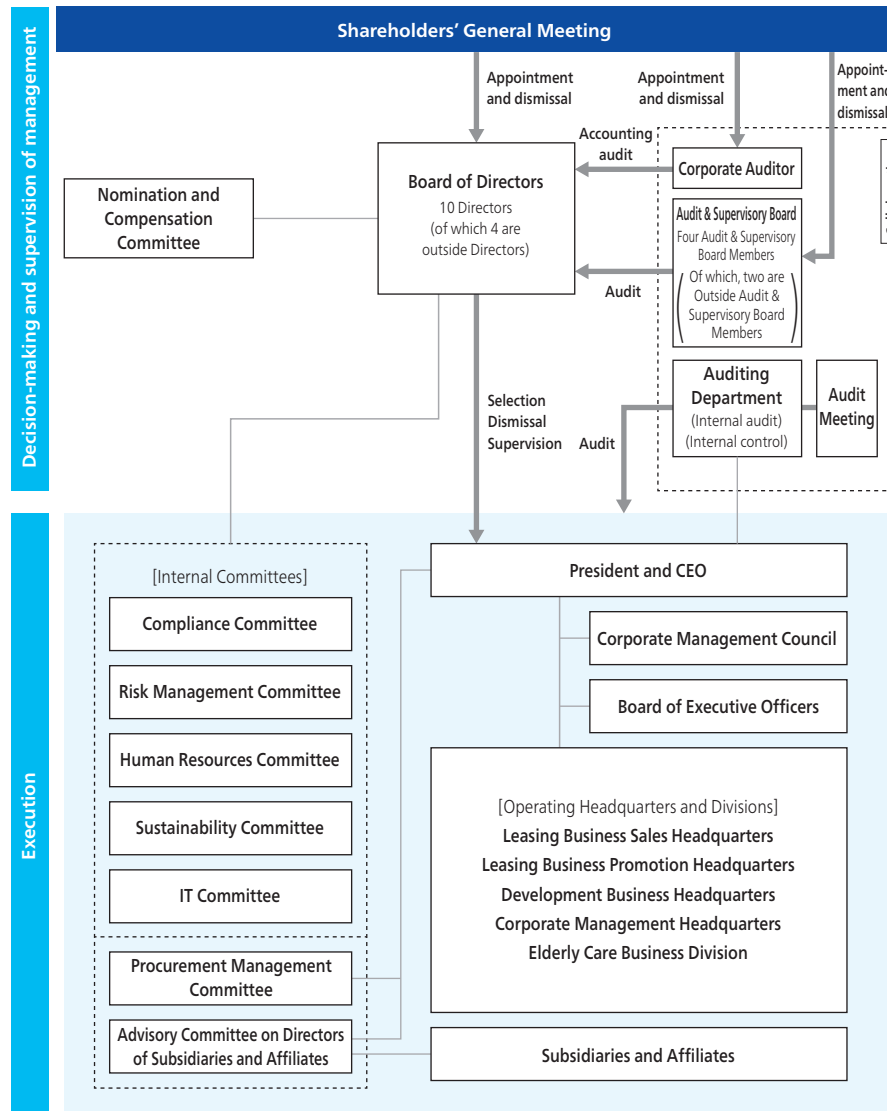 Shareholders' General Meeting
Decision-making and supervision of management
Appointment
and dismissal
Appointment
and dismissal
Appoint-
ment and
dismissal
Accounting
audit
Nomination and
Compensation
Committee
Board of Directors
10 Directors
(of which 4 are
outside Directors)
Corporate Auditor
Audit & Supervisory Board
Four Audit & Supervisory
Board Members
Of which, two are
Outside Audit &
Supervisory Board
Members
Audit
Auditing
Department
(Internal audit)
(Internal control)
Audit
Meeting
Selection
Dismissal
Supervision
Audit
Execution
[Internal Committees]
Compliance Committee
Risk Management Committee
Human Resources Committee
Sustainability Committee
IT Committee
Procurement Management
Committee
Advisory Committee on Directors
of Subsidiaries and Affiliates
President and CEO
Corporate Management Council
Board of Executive Officers
[Operating Headquarters and Divisions]
Leasing Business Sales Headquarters
Leasing Business Promotion Headquarters
Development Business Headquarters
Corporate Management Headquarters
Elderly Care Business Division
Subsidiaries and Affiliates